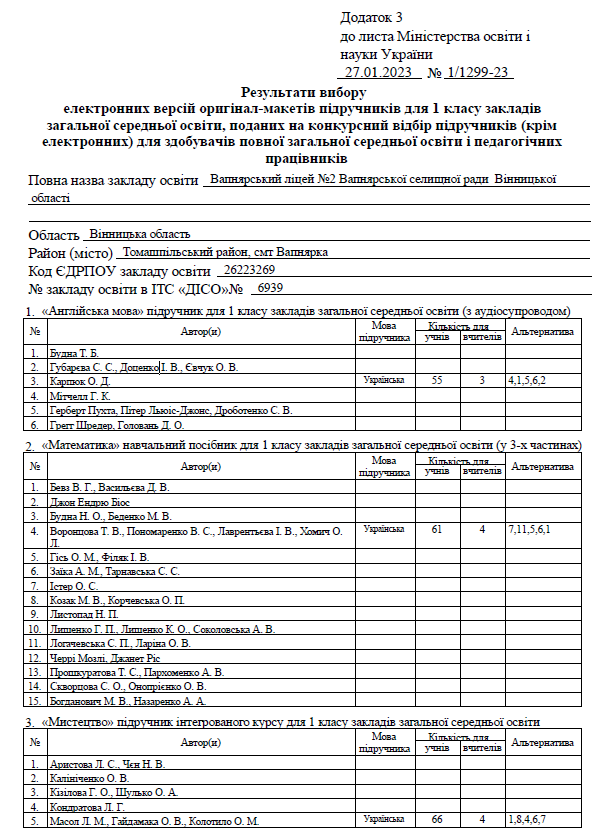 Додаток 3
до листа Міністерства освіти і
науки України
27.01.2023 № 1/1299-23
Результати вибору
електронних версій оригінал-макетів підручників для 1 класу закладів
загальної середньої освіти, поданих на конкурсний відбір підручників (крім
електронних) для здобувачів повної загальної середньої освіти і педагогічних
працівників
Повна назва закладу освіти Вапнярський ліцей №2 Вапнярської селищної ради Вінницької
області
Область Вінницька область
Район (місто) Томашпільський район, смт Вапнярка
Код ЄДРПОУ закладу освіти 26223269
№ закладу освіти в ІТС «ДІСО»№ 6939
1. «Англійська мова» підручник для 1 класу закладів загальної середньої освіти (з аудіосупроводом)
№ Автор(и) Мова підручника Кількість для учнів вчителів Альтернатива
1. Будна Т. Б.
2. Губарєва С. С., Доценко І. В., Євчук О. В.
3. Карпюк О. Д. Українська 55 3 4,1,5,6,2
4. Мітчелл Г. К.
5. Герберт Пухта, Пітер Льюіс-Джонс, Дроботенко С. В.
6. Грегг Шредер, Головань Д. О.
2. «Математика» навчальний посібник для 1 класу закладів загальної середньої освіти (у 3-х частинах)
№ Автор(и) Мова підручника Кількість для учнів вчителів Альтернатива
1. Бевз В. Г., Васильєва Д. В.
2. Джон Ендрю Біос
3. Будна Н. О., Беденко М. В.
4. Воронцова Т. В., Пономаренко В. С., Лаврентьєва І. В., Хомич О. Українська 61 4 7,11,5,6,1
Л.
5. Гісь О. М., Філяк І. В.
6. Заїка А. М., Тарнавська С. С.
7. Істер О. С.
8. Козак М. В., Корчевська О. П.
9. Листопад Н. П.
10. Лишенко Г. П., Лишенко К. О., Соколовська А. В.
11. Логачевська С. П., Ларіна О. В.
12. Черрі Мозлі, Джанет Ріс
13. Прошкуратова Т. С., Пархоменко А. В.
14. Скворцова С. О., Онопрієнко О. В.
15. Богданович М. В., Назаренко А. А.
3. «Мистецтво» підручник інтегрованого курсу для 1 класу закладів загальної середньої освіти
№ Автор(и) Мова підручника Кількість для учнів вчителів Альтернатива
1. Аристова Л. С., Чєн Н. В.
2. Калініченко О. В.
3. Кізілова Г. О., Шулько О. А.
4. Кондратова Л. Г.
5. Масол Л. М., Гайдамака О. В., Колотило О. М. Українська 66 4 1,8,4,6,7